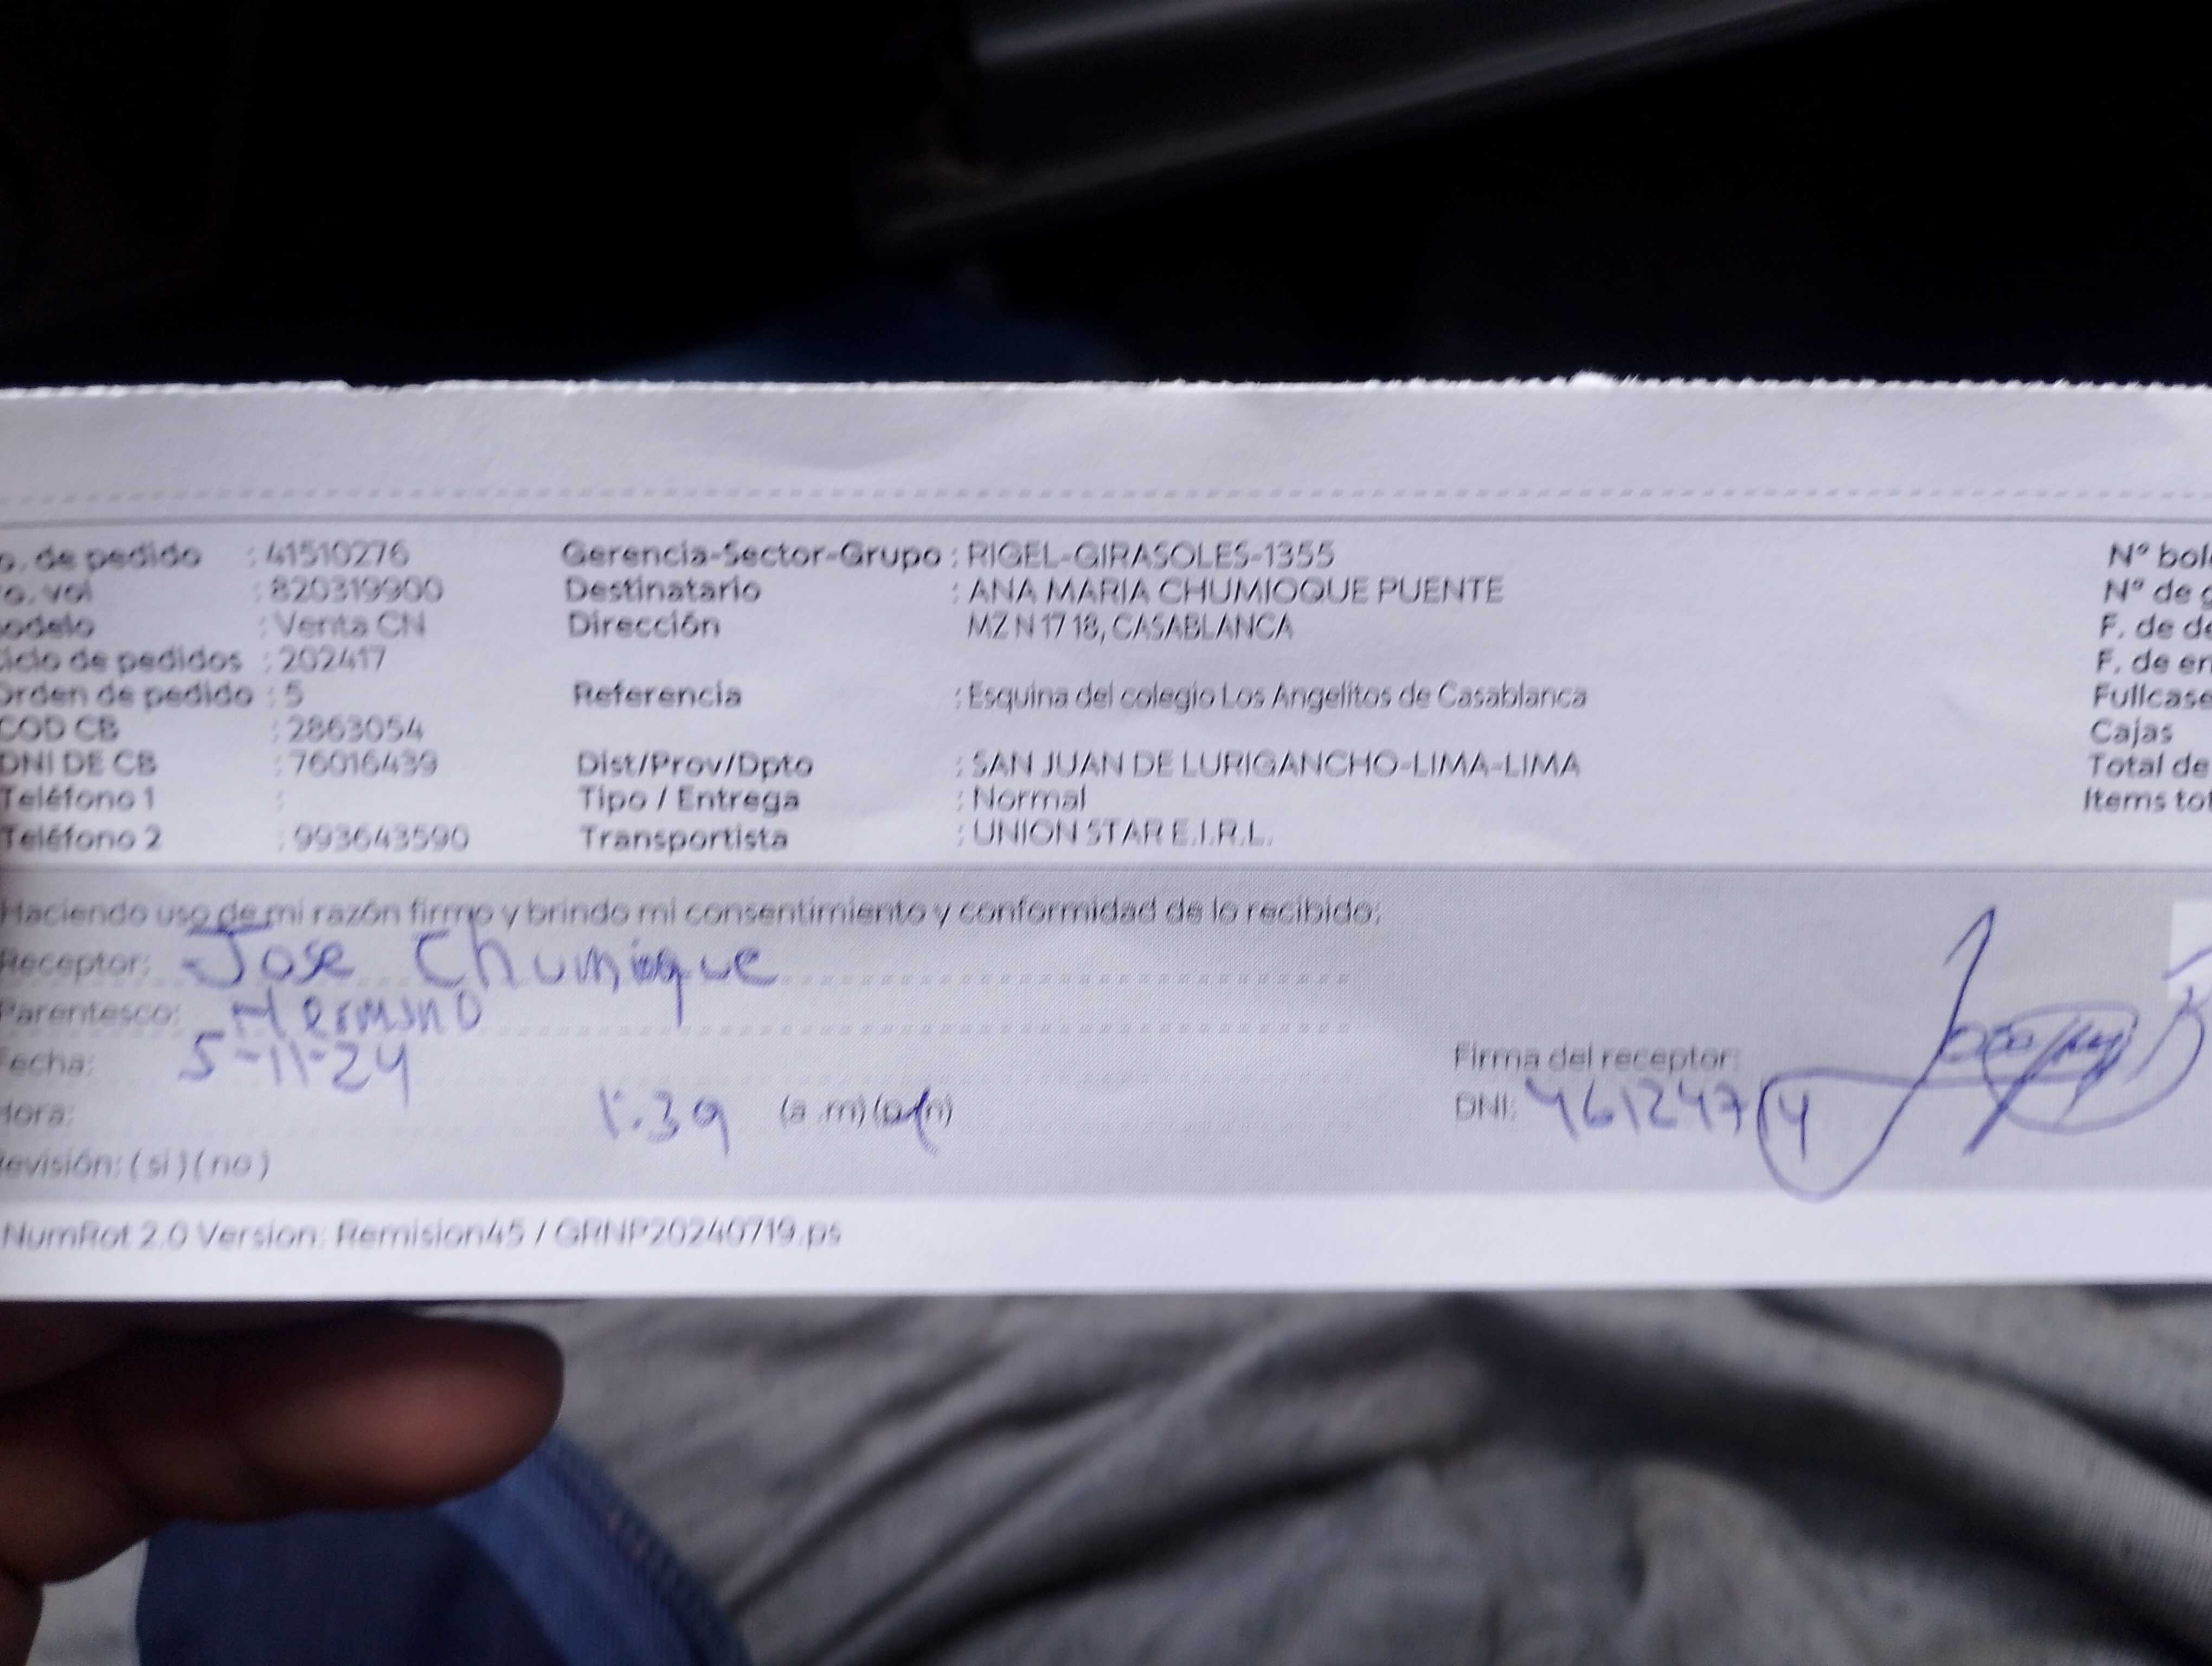 o. de pedido : 41510276 Gerencia-Sector-Grupo : RIGEL-GIRASOLES-1355 Nº bol
o. vol : 820319900 Destinatario : ANA MARIA CHUMIOQUE PUENTE Nº de g
odelo : Venta CN Dirección MZ N 17 18, CASABLANCA F. de de
iclo de pedidos : 202417 F. de en
Orden de pedido : 5 Referencia : Esquina del colegio Los Angelitos de Casablanca Fullcase
COD CB : 2863054 Cajas
DNI DE CB : 76016439 Dist/Prov/Dpto : SAN JUAN DE LURIGANCHO-LIMA-LIMA Total de
Teléfono 1 : Tipo / Entrega : Normal Items tot
Teléfono 2 : 993643590 Transportista : UNION STAR E.I.R.L.
Haciendo uso de mi razón firmo y brindo mi consentimiento y conformidad de lo recibido;
Receptor: Jose Chumioque
Parentesco: Hermano
Fecha: 5-11-24 Firma del receptor:
Hora: 1:39 (a .m) (p m) DNI: 46124714
evisión: ( si ) ( no )
NumRot 2.0 Version: Remision45 / GRNP20240719.ps